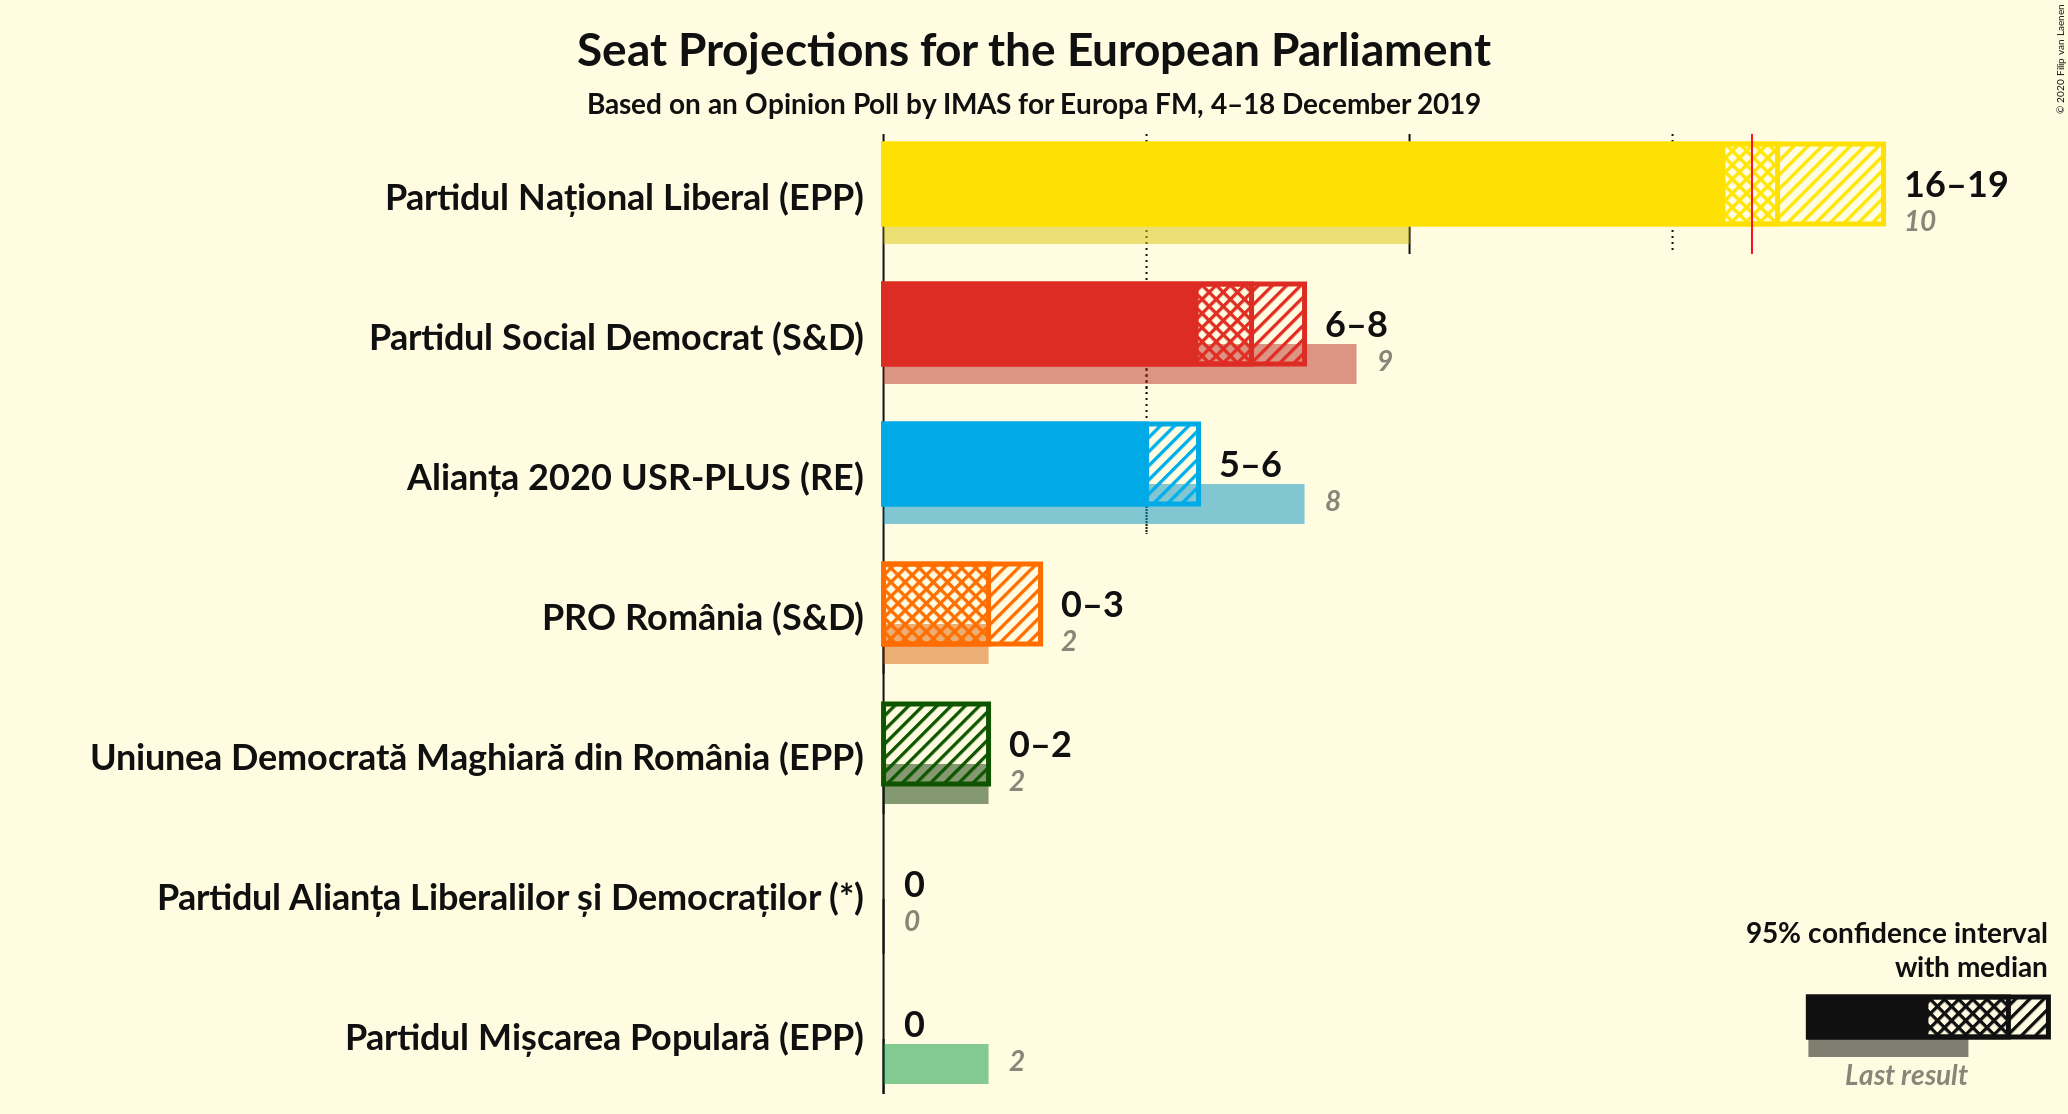 Seat Projections for the European Parliament
Based on an Opinion Poll by IMAS for Europa FM, 4–18 December 2019
© 2020 Filip van Laenen
Partidul Național Liberal (EPP)
16–19
10
Partidul Social Democrat (S&D)
6–8
9
Alianța 2020 USR-PLUS (RE)
5–6
8
PRO România (S&D)
0–3
2
Uniunea Democrată Maghiară din România (EPP)
0–2
2
Partidul Alianța Liberalilor și Democraților (*)
0
0
Partidul Mișcarea Populară (EPP)
0
2
95% confidence interval
with median
Last result